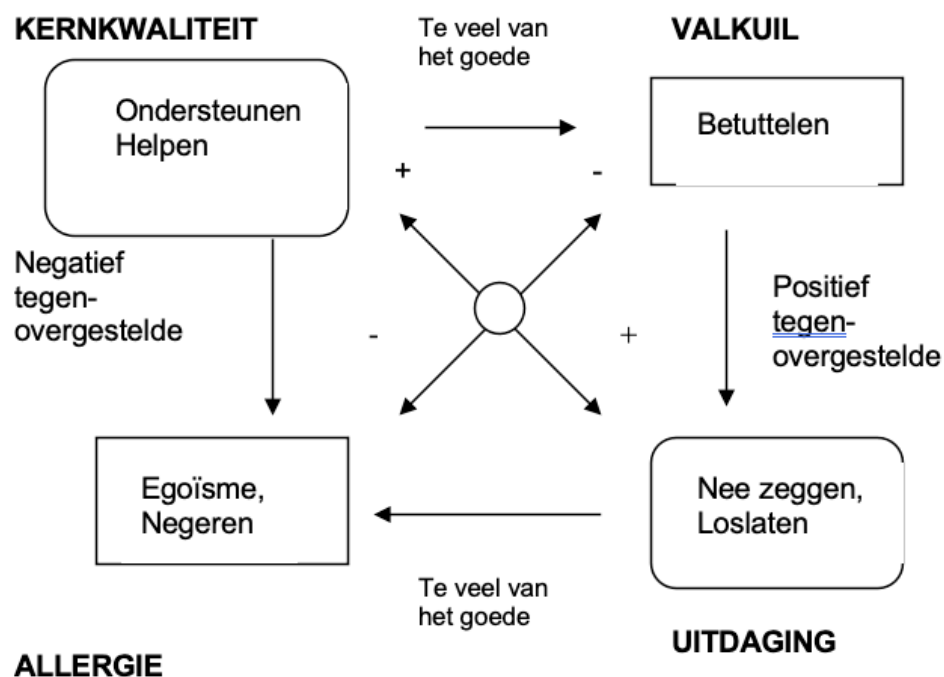 KERNKWALITEIT
Te veel van
het goede
VALKUIL
Ondersteunen
Helpen
Betuttelen
+
-
Negatief
tegen-
overgestelde
Positief
tegen-
overgestelde
-
+
Egoïsme,
Negeren
Nee zeggen,
Loslaten
Te veel van
het goede
UITDAGING
ALLERGIE